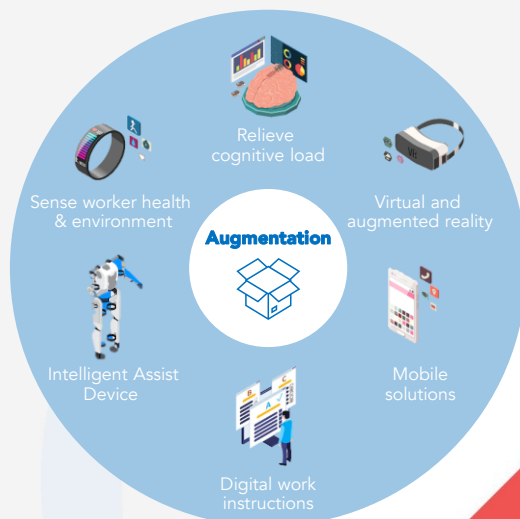 Relieve
cognitive load
Sense worker health
& environment
Virtual and
augmented reality
Augmentation
Intelligent Assist
Device
Mobile
solutions
B
C
A
Digital work
instructions